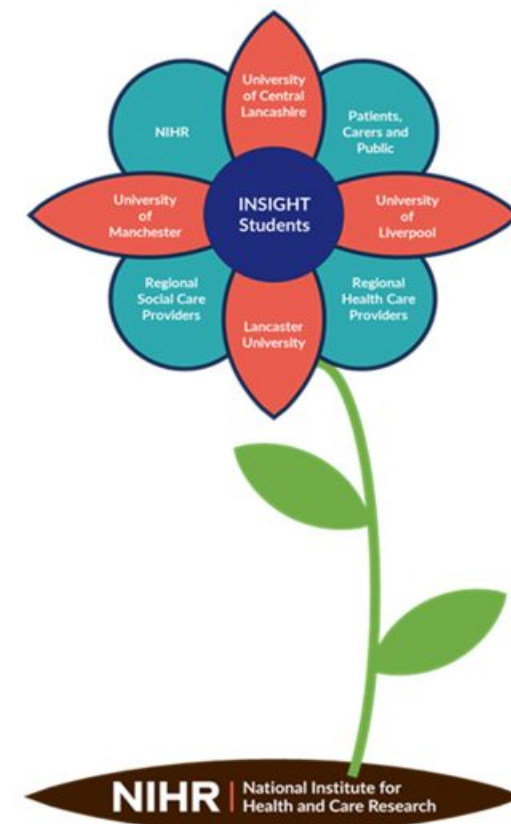 University
of Central
Lancashire
NIHR
Patients,
Carers and
Public
University
of
Manchester
INSIGHT
Students
University
of
Liverpool
Regional
Social Care
Providers
Lancaster
University
Regional
Health Care
Providers
NIHR | National Institute for
Health and Care Research